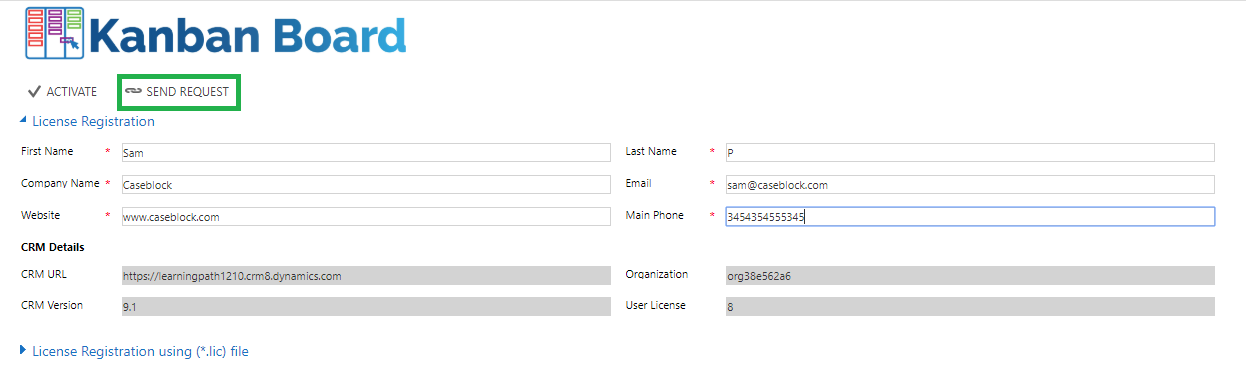 Kanban Board
ACTIVATE SEND REQUEST
License Registration
First Name * Sam Last Name * P
Company Name * Caseblock Email * sam@caseblock.com
Website * www.caseblock.com Main Phone * 3454354555345
CRM Details
CRM URL https://learningpath1210.crm8.dynamics.com Organization org38e562a6
CRM Version 9.1 User License 8
License Registration using (*.lic) file